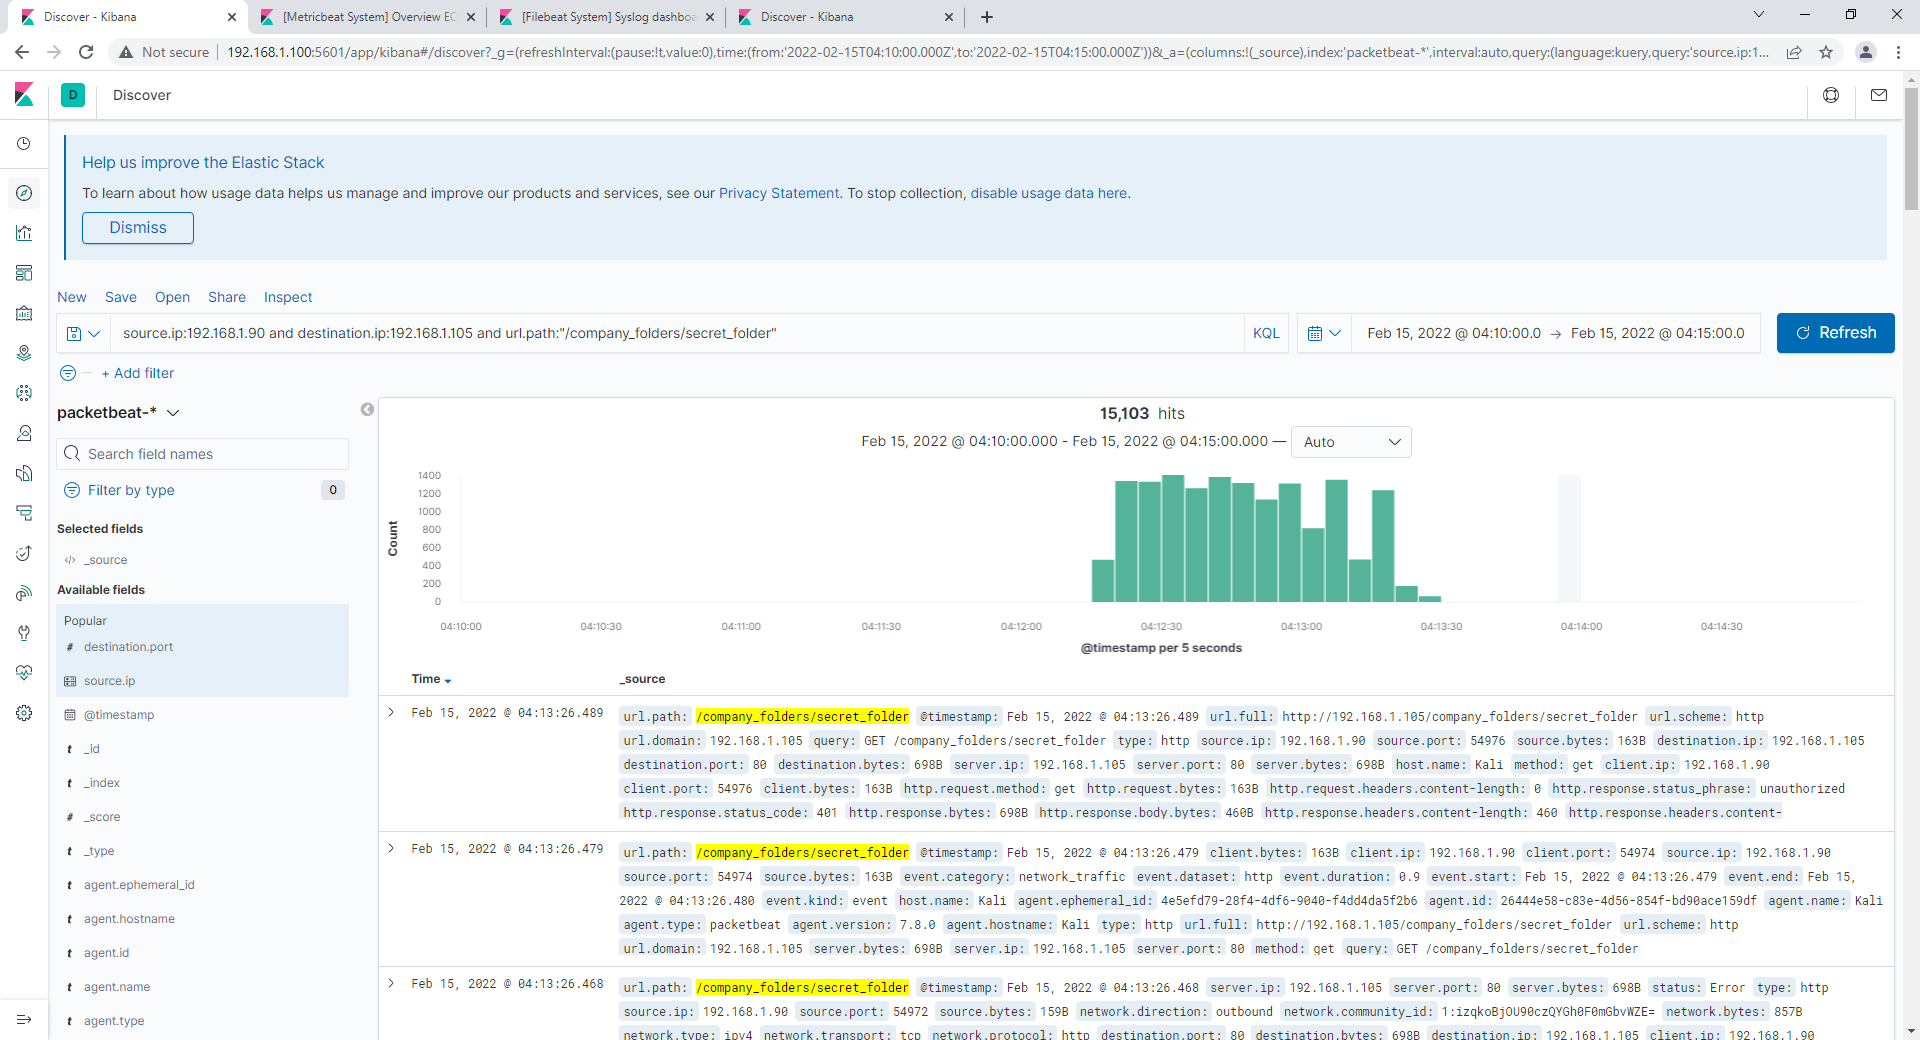 Discover - Kibana
[Metricbeat System] Overview EC
[Filebeat System] Syslog dashboa
Discover - Kibana
Not secure
192.168.1.100:5601/app/kibana#/discover?_g=(refreshInterval:(pause:!t,value:0),time:(from:'2022-02-15T04:10:00.000Z',to:'2022-02-15T04:15:00.000Z'))&_a=(columns:!(_source),index:'packetbeat-*',interval:auto,query:(language:kuery,query:'source.ip:1...
D
Discover
Help us improve the Elastic Stack
To learn about how usage data helps us manage and improve our products and services, see our Privacy Statement. To stop collection, disable usage data here.
Dismiss
New Save Open Share Inspect
source.ip:192.168.1.90 and destination.ip:192.168.1.105 and url.path:"/company_folders/secret_folder"
KQL
Feb 15, 2022 @ 04:10:00.0 → Feb 15, 2022 @ 04:15:00.0
Refresh
+ Add filter
packetbeat-*
Search field names
Filter by type 0
Selected fields
_source
Available fields
Popular
# destination.port
source.ip
@timestamp
t _id
t _index
# _score
t _type
t agent.ephemeral_id
t agent.hostname
t agent.id
t agent.name
t agent.type
15,103 hits
Feb 15, 2022 @ 04:10:00.000 - Feb 15, 2022 @ 04:15:00.000 —
Auto
Count
1400
1200
1000
800
600
400
200
0
04:10:00 04:10:30 04:11:00 04:11:30 04:12:00 04:12:30 04:13:00 04:13:30 04:14:00 04:14:30
@timestamp per 5 seconds
Time _source
Feb 15, 2022 @ 04:13:26.489
url.path: /company_folders/secret_folder @timestamp: Feb 15, 2022 @ 04:13:26.489 url.full: http://192.168.1.105/company_folders/secret_folder url.scheme: http
url.domain: 192.168.1.105 query: GET /company_folders/secret_folder type: http source.ip: 192.168.1.90 source.port: 54976 source.bytes: 163B destination.ip: 192.168.1.105
destination.port: 80 destination.bytes: 698B server.ip: 192.168.1.105 server.port: 80 server.bytes: 698B host.name: Kali method: get client.ip: 192.168.1.90
client.port: 54976 client.bytes: 163B http.request.method: get http.request.bytes: 163B http.request.headers.content-length: 0 http.response.status_phrase: unauthorized
http.response.status_code: 401 http.response.bytes: 698B http.response.body.bytes: 460B http.response.headers.content-length: 460 http.response.headers.content-
Feb 15, 2022 @ 04:13:26.479
url.path: /company_folders/secret_folder @timestamp: Feb 15, 2022 @ 04:13:26.479 client.bytes: 163B client.ip: 192.168.1.90 client.port: 54974 source.ip: 192.168.1.90
source.port: 54974 source.bytes: 163B event.category: network_traffic event.dataset: http event.duration: 0.9 event.start: Feb 15, 2022 @ 04:13:26.479 event.end: Feb 15,
2022 @ 04:13:26.480 event.kind: event host.name: Kali agent.ephemeral_id: 4e5efd79-28f4-4df6-9040-f4dd4da5f2b6 agent.id: 26444e58-c83e-4d56-854f-bd90ace159df agent.name: Kali
agent.type: packetbeat agent.version: 7.8.0 agent.hostname: Kali type: http url.full: http://192.168.1.105/company_folders/secret_folder url.scheme: http
url.domain: 192.168.1.105 server.bytes: 698B server.ip: 192.168.1.105 server.port: 80 method: get query: GET /company_folders/secret_folder
Feb 15, 2022 @ 04:13:26.468
url.path: /company_folders/secret_folder @timestamp: Feb 15, 2022 @ 04:13:26.468 server.ip: 192.168.1.105 server.port: 80 server.bytes: 698B status: Error type: http
source.ip: 192.168.1.90 source.port: 54972 source.bytes: 159B network.direction: outbound network.community_id: 1:izqkoBjOU90czQYGh0F0mGbvWZE= network.bytes: 857B
network.type: ipv4 network.transport: tcp network.protocol: http destination.port: 80 destination.bytes: 698B destination.ip: 192.168.1.105 client.ip: 192.168.1.90